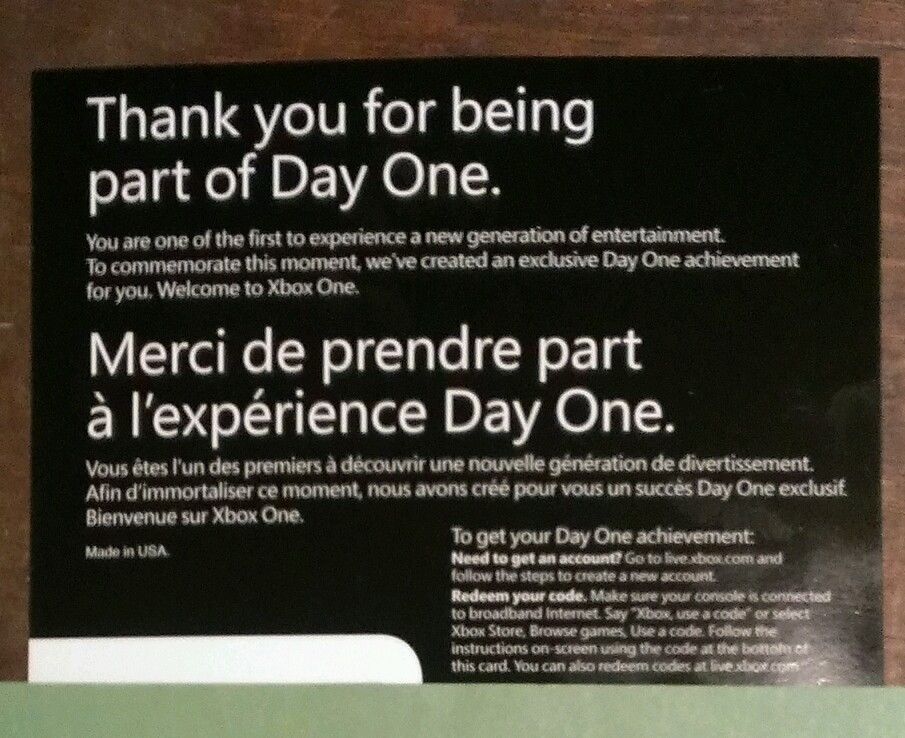 Thank you for being
part of Day One.
You are one of the first to experience a new generation of entertainment.
To commemorate this moment, we've created an exclusive Day One achievement
for you. Welcome to Xbox One.
Merci de prendre part
à l'expérience Day One.
Vous êtes l'un des premiers à découvrir une nouvelle génération de divertissement.
Afin d'immortaliser ce moment, nous avons créé pour vous un succès Day One exclusif.
Bienvenue sur Xbox One.
Made in USA.
To get your Day One achievement:
Need to get an account? Go to live.xbox.com and
follow the steps to create a new account.
Redeem your code. Make sure your console is connected
to broadband Internet. Say "Xbox, use a code" or select
Xbox Store, Browse games, Use a code. Follow the
instructions on-screen using the code at the bottom of
this card. You can also redeem codes at live.xbox.com